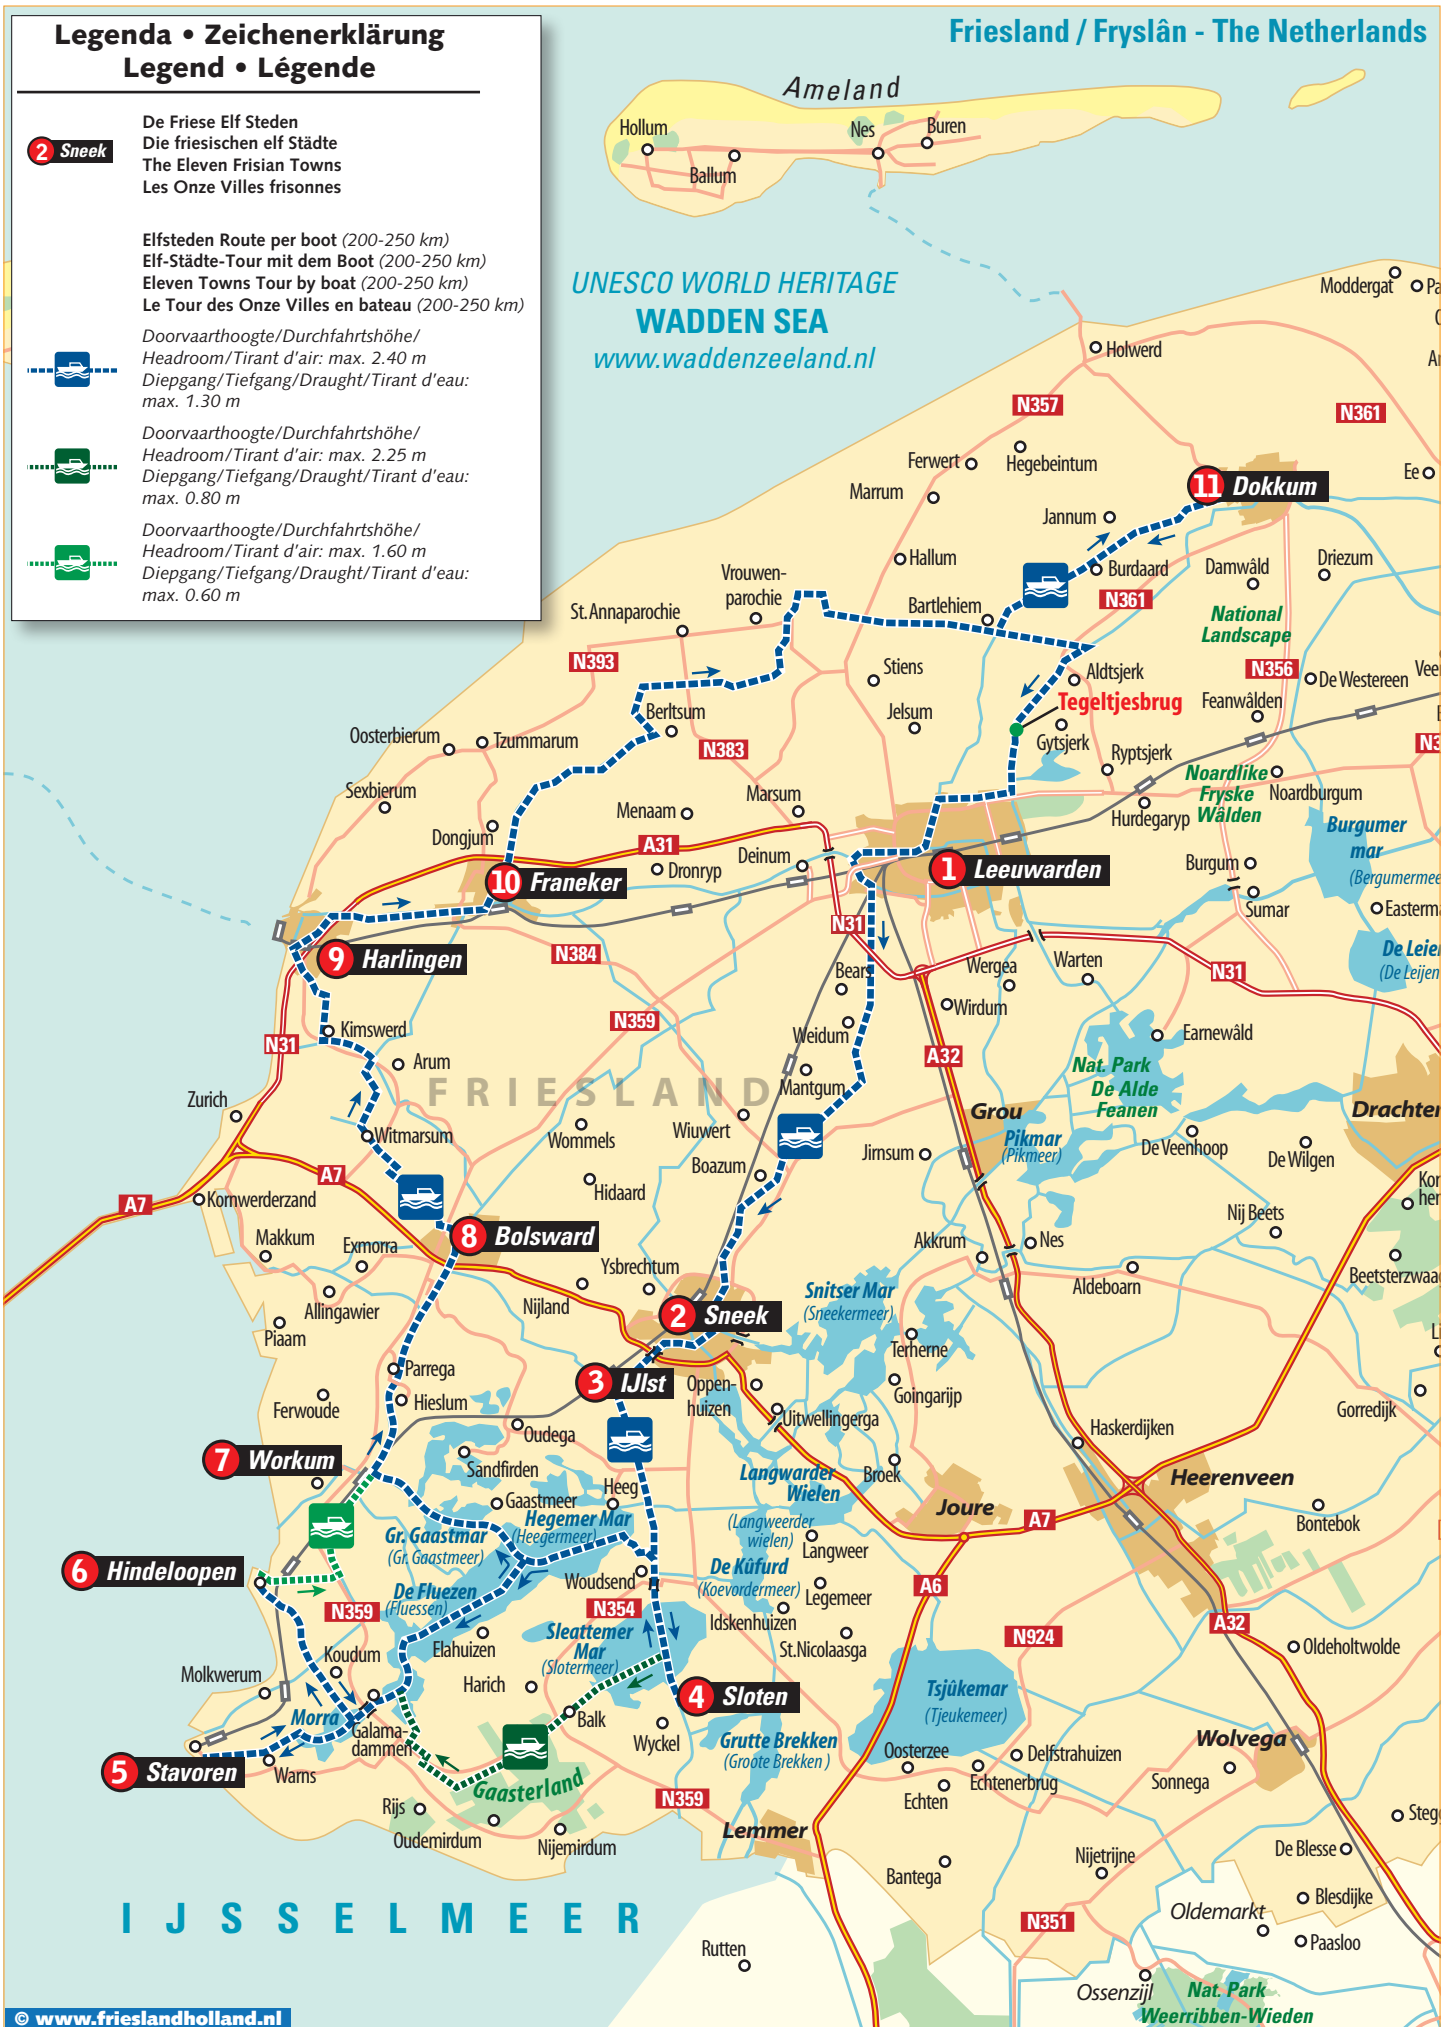 Legenda • Zeichenerklärung
Legend • Légende
2 Sneek
De Friese Elf Steden
Die friesischen elf Städte
The Eleven Frisian Towns
Les Onze Villes frisonnes
Elfsteden Route per boot (200-250 km)
Elf-Städte-Tour mit dem Boot (200-250 km)
Eleven Towns Tour by boat (200-250 km)
Le Tour des Onze Villes en bateau (200-250 km)
Doorvaarthoogte/Durchfahrtshöhe/
Headroom/Tirant d'air: max. 2.40 m
Diepgang/Tiefgang/Draught/Tirant d'eau:
max. 1.30 m
Doorvaarthoogte/Durchfahrtshöhe/
Headroom/Tirant d'air: max. 2.25 m
Diepgang/Tiefgang/Draught/Tirant d'eau:
max. 0.80 m
Doorvaarthoogte/Durchfahrtshöhe/
Headroom/Tirant d'air: max. 1.60 m
Diepgang/Tiefgang/Draught/Tirant d'eau:
max. 0.60 m
Friesland / Fryslân - The Netherlands
Ameland
Hollum
Nes
Buren
Ballum
UNESCO WORLD HERITAGE
WADDEN SEA
www.waddenzeeland.nl
Moddergat
Pa
Holwerd
N357
N361
Ferwert
Hegebeintum
Marrum
Ee
11 Dokkum
Jannum
Hallum
Burdaard
Damwâld
Driezum
Vrouwen-
parochie
St. Annaparochie
Bartlehiem
N361
National
Landscape
N393
Stiens
Aldtsjerk
N356
De Westereen
Vee
Tegeltjesbrug
Feanwâlden
Berltsum
Jelsum
Gytsjerk
Oosterbierum
Tzummarum
N383
Ryptsjerk
Noardlike
Fryske
Wâlden
Noardburgum
Sexbierum
Menaam
Marsum
Hurdegaryp
Burgumer
mar
(Bergumermee
Dongjum
A31
Dronryp
Deinum
Burgum
Sumar
10 Franeker
1 Leeuwarden
Easterm
N31
9 Harlingen
N384
Bears
Wergea
Warten
N31
De Leie
(De Leijen
Wirdum
Kimswerd
N359
Weidum
Earnewâld
N31
Arum
Mantgum
A32
Nat. Park
De Alde
Feanen
FRIESLAND
Zurich
Grou
Drachte
Witmarsum
Wommels
Wiuwert
Pikmar
(Pikmeer)
Jirnsum
De Veenhoop
De Wilgen
Boazum
A7
A7
Kornwerderzand
Hidaard
Kor
her
Nij Beets
8 Bolsward
Makkum
Exmorra
Akkrum
Nes
Ysbrechtum
Aldeboarn
Beetsterzwaa
Allingawier
Nijland
Snitser Mar
(Sneekermeer)
2 Sneek
Piaam
Terherne
Li
Parrega
3 IJlst
Oppen-
huizen
Goingarijp
Ferwoude
Hieslum
Uitwellingerga
Gorredijk
Oudega
Haskerdijken
7 Workum
Sandfirden
Broek
Heerenveen
Langwarder
Wielen
(Langweerder
wielen)
Heeg
Gaastmeer
Joure
Hegemer Mar
(Heegermeer)
A7
Bontebok
Gr. Gaastmar
(Gr. Gaastmeer)
Langweer
De Kûfurd
(Koevordermeer)
6 Hindeloopen
Woudsend
Legemeer
A6
De Fluezen
(Fluessen)
N359
N354
Idskenhuizen
A32
Sleattemer
Mar
(Slotermeer)
Elahuizen
St.Nicolaasga
N924
Oldeholtwolde
Koudum
Molkwerum
Harich
4 Sloten
Tsjûkemar
(Tjeukemeer)
Morra
Balk
Galama-
dammen
Wyckel
Grutte Brekken
(Groote Brekken )
Oosterzee
Delfstrahuizen
Wolvega
5 Stavoren
Warns
Echtenerbrug
Sonnega
Gaasterland
Echten
N359
Rijs
Steg
Oudemirdum
Nijemirdum
Lemmer
De Blesse
Bantega
Nijetrijne
Blesdijke
IJSSELMEER
N351
Oldemarkt
Paasloo
Rutten
Ossenzijl
Nat. Park
Weerribben-Wieden
© www.frieslandholland.nl